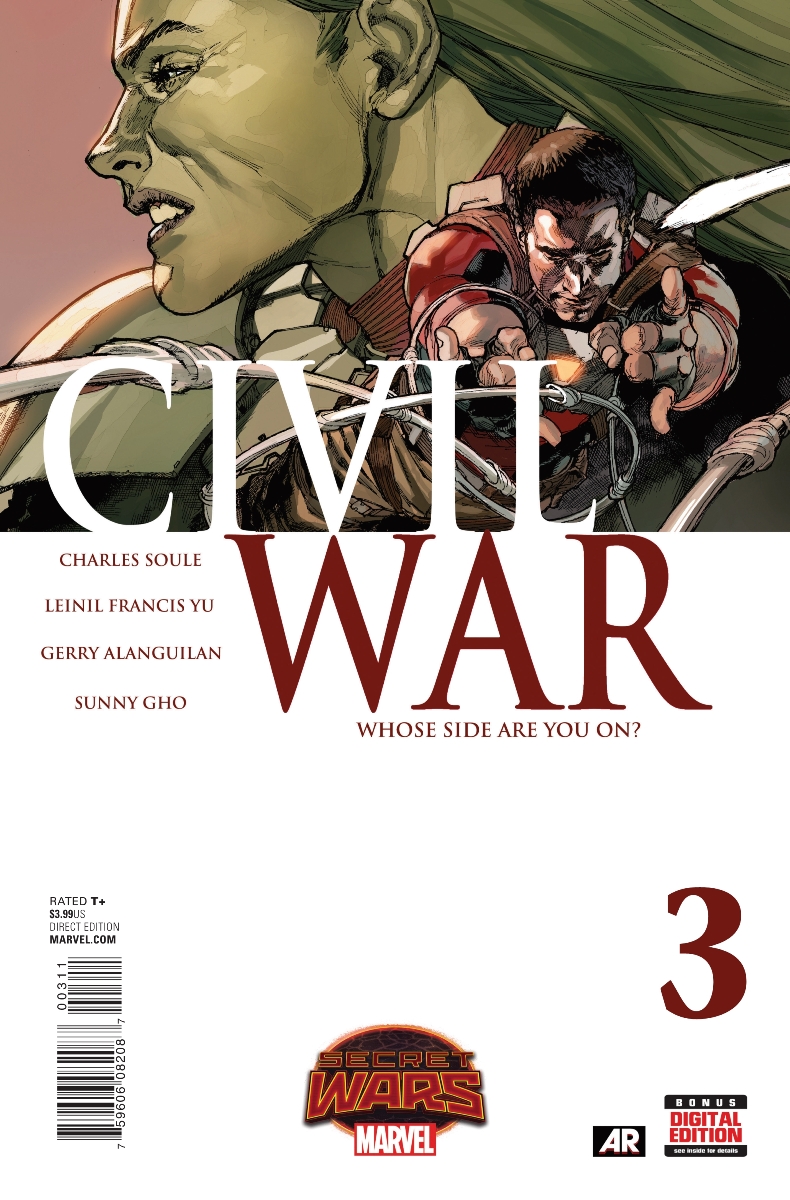 CIVIL
WAR
CHARLES SOULE
LEINIL FRANCIS YU
GERRY ALANGUILAN
SUNNY GHO
WHOSE SIDE ARE YOU ON?
RATED T+
$3.99US
DIRECT EDITION
MARVEL.COM
00311
7 59606 08208 7
3
SECRET
WARS
MARVEL
AR
BONUS
DIGITAL
EDITION
see inside for details